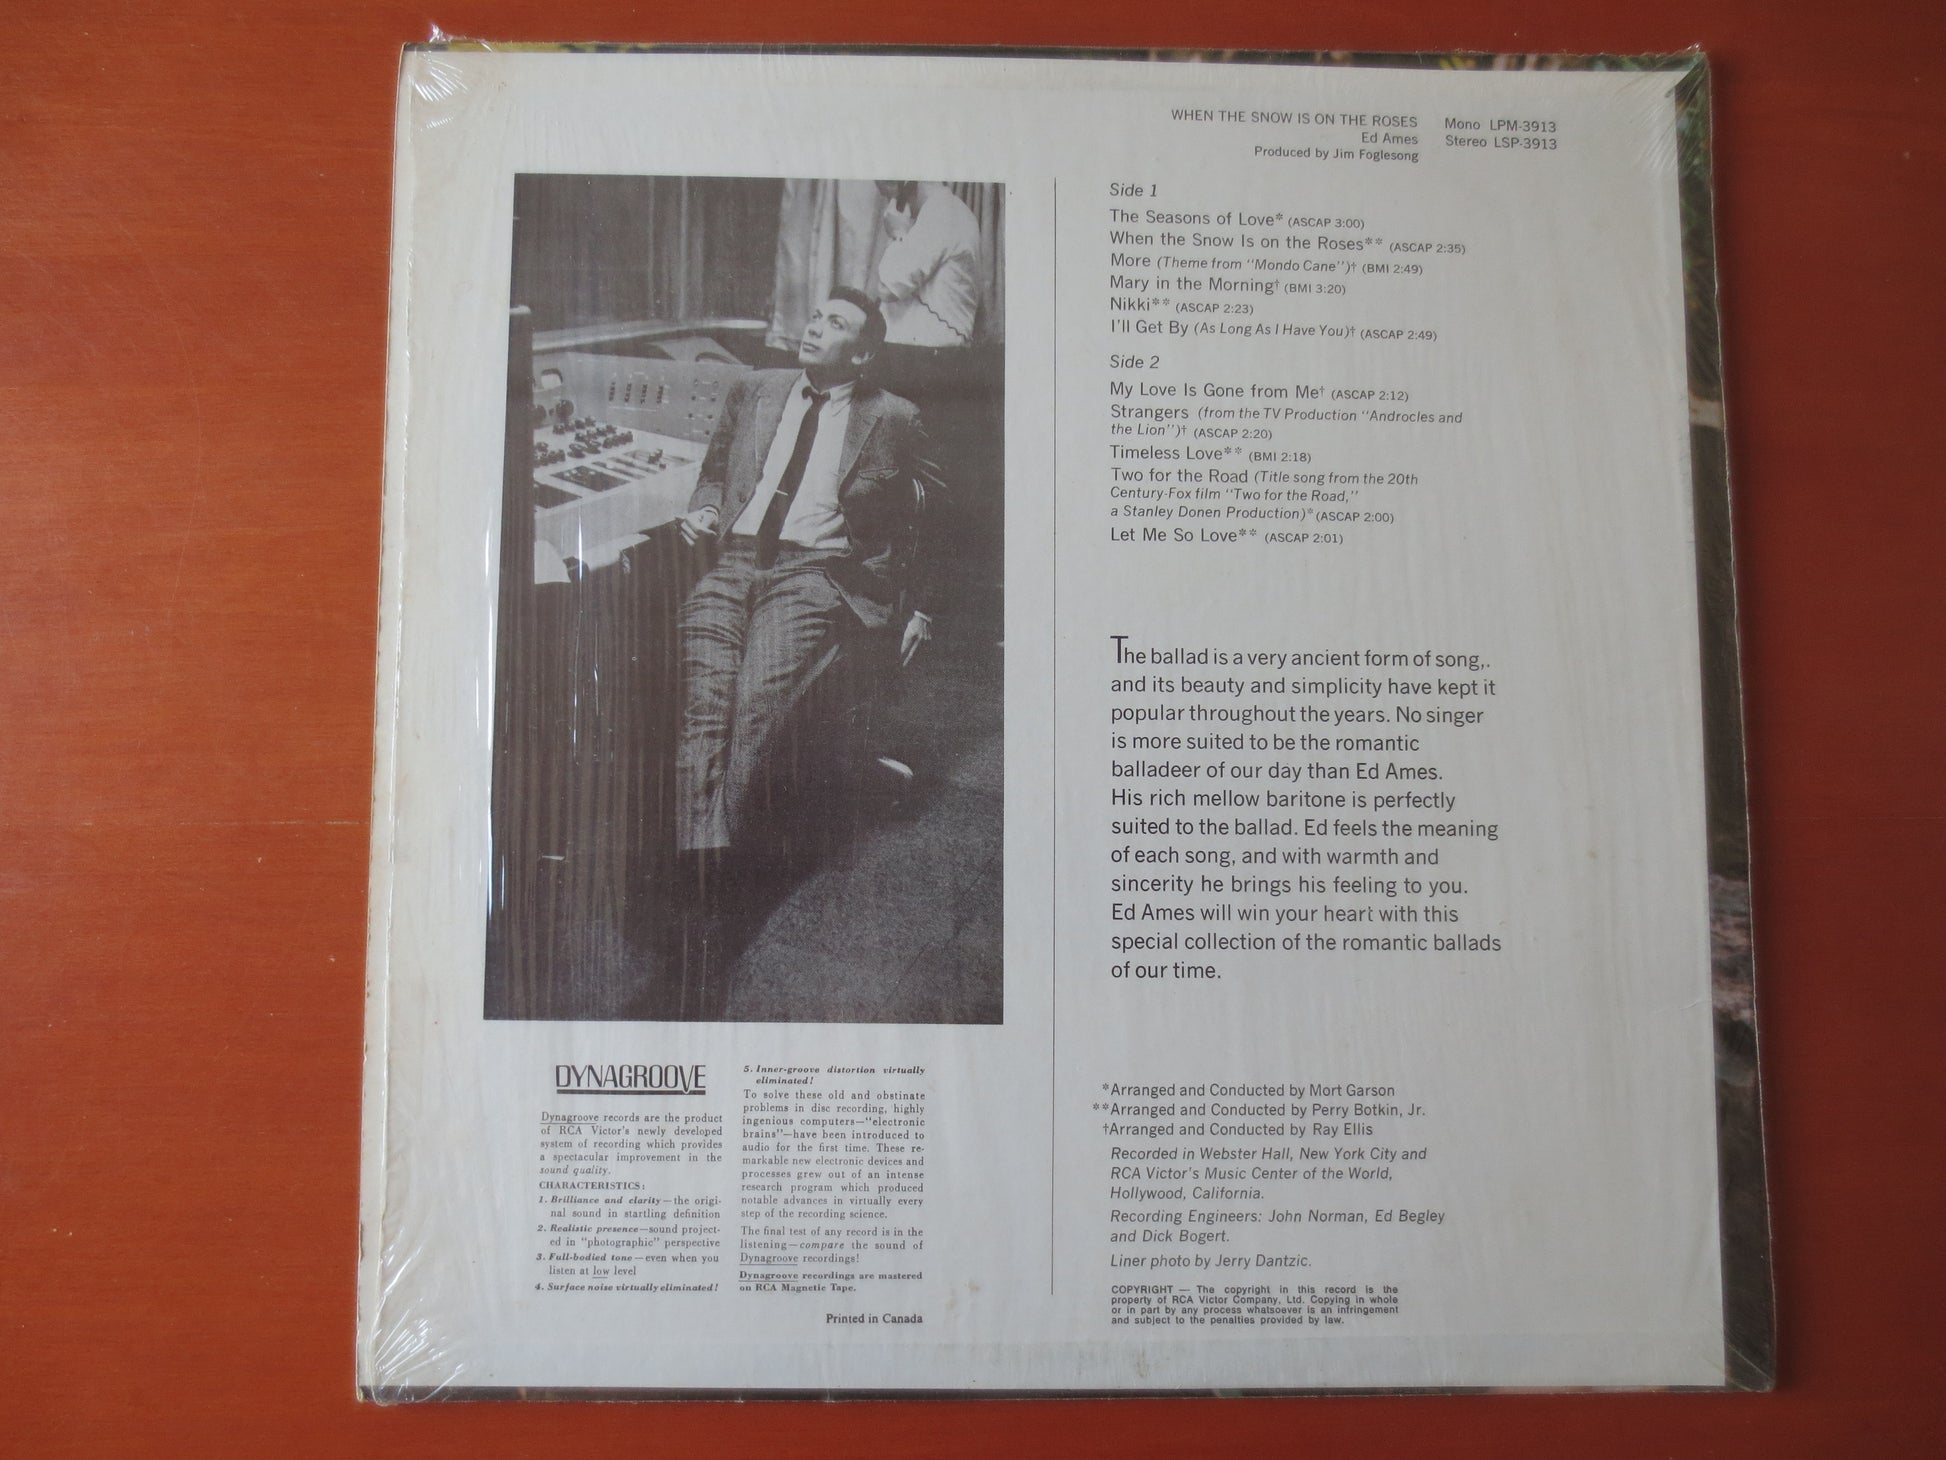 WHEN THE SNOW IS ON THE ROSES
Ed Ames
Produced by Jim Foglesong
Mono LPM-3913
Stereo LSP-3913
Side 1
The Seasons of Love* (ASCAP 3:00)
When the Snow Is on the Roses** (ASCAP 2:35)
More (Theme from "Mondo Cane")† (BMI 2:49)
Mary in the Morning† (BMI 3:20)
Nikki** (ASCAP 2:23)
I'll Get By (As Long As I Have You)† (ASCAP 2:49)
Side 2
My Love Is Gone from Me† (ASCAP 2:12)
Strangers (from the TV Production "Androcles and
the Lion")† (ASCAP 2:20)
Timeless Love** (BMI 2:18)
Two for the Road (Title song from the 20th
Century-Fox film "Two for the Road,"
a Stanley Donen Production)* (ASCAP 2:00)
Let Me So Love** (ASCAP 2:01)
The ballad is a very ancient form of song,.
and its beauty and simplicity have kept it
popular throughout the years. No singer
is more suited to be the romantic
balladeer of our day than Ed Ames.
His rich mellow baritone is perfectly
suited to the ballad. Ed feels the meaning
of each song, and with warmth and
sincerity he brings his feeling to you.
Ed Ames will win your heart with this
special collection of the romantic ballads
of our time.
*Arranged and Conducted by Mort Garson
**Arranged and Conducted by Perry Botkin, Jr.
†Arranged and Conducted by Ray Ellis
Recorded in Webster Hall, New York City and
RCA Victor's Music Center of the World,
Hollywood, California.
Recording Engineers: John Norman, Ed Begley
and Dick Bogert.
Liner photo by Jerry Dantzic.
COPYRIGHT — The copyright in this record is the
property of RCA Victor Company, Ltd. Copying in whole
or in part by any process whatsoever is an infringement
and subject to the penalties provided by law.
DYNAGROOVE
Dynagroove records are the product
of RCA Victor's newly developed
system of recording which provides
a spectacular improvement in the
sound quality.
CHARACTERISTICS:
1. Brilliance and clarity—the origi-
nal sound in startling definition
2. Realistic presence—sound project-
ed in "photographic" perspective
3. Full-bodied tone—even when you
listen at low level
4. Surface noise virtually eliminated!
5. Inner-groove distortion virtually
eliminated!
To solve these old and obstinate
problems in disc recording, highly
ingenious computers—"electronic
brains"—have been introduced to
audio for the first time. These re-
markable new electronic devices and
processes grew out of an intense
research program which produced
notable advances in virtually every
step of the recording science.
The final test of any record is in the
listening—compare the sound of
Dynagroove recordings!
Dynagroove recordings are mastered
on RCA Magnetic Tape.
Printed in Canada